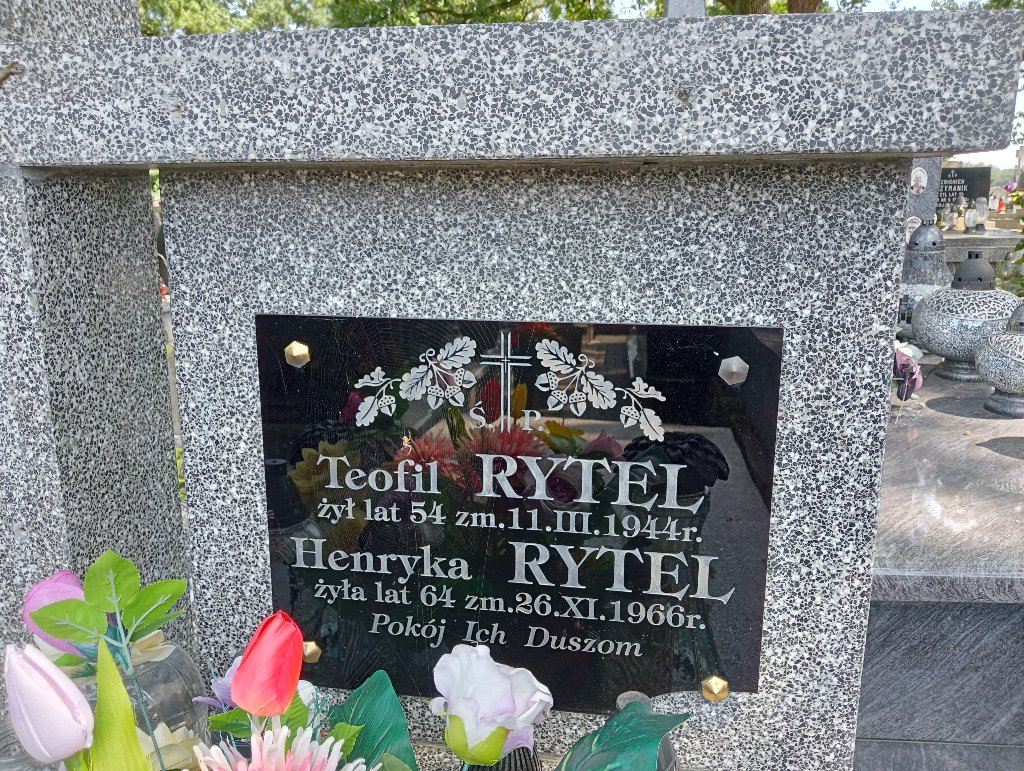 Ś. P.
Teofil RYTEL
żył lat 54 zm.11.III.1944r.
Henryka RYTEL
żyła lat 64 zm.26.XI.1966r.
Pokój Ich Duszom
ZBIGNIEW